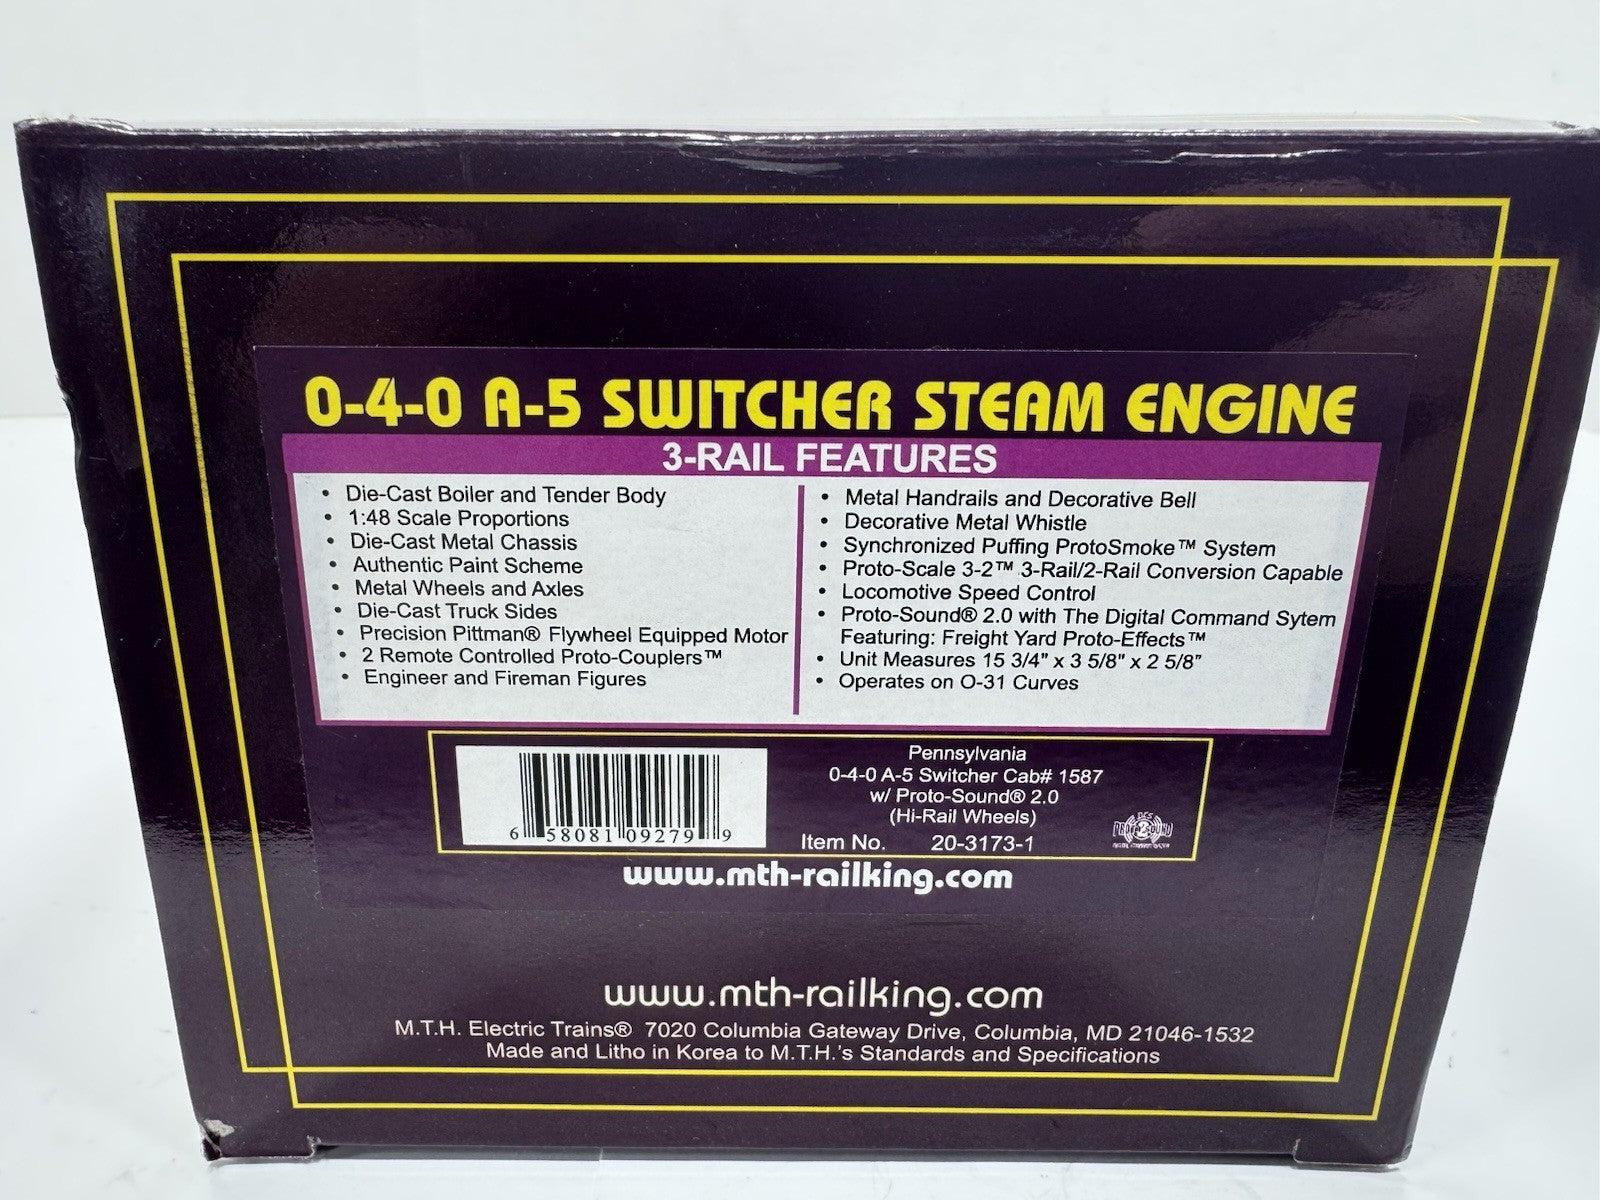 0-4-0 A-5 SWITCHER STEAM ENGINE
3-RAIL FEATURES
• Die-Cast Boiler and Tender Body
• 1:48 Scale Proportions
• Die-Cast Metal Chassis
• Authentic Paint Scheme
• Metal Wheels and Axles
• Die-Cast Truck Sides
• Precision Pittman® Flywheel Equipped Motor
• 2 Remote Controlled Proto-Couplers™
• Engineer and Fireman Figures
• Metal Handrails and Decorative Bell
• Decorative Metal Whistle
• Synchronized Puffing ProtoSmoke™ System
• Proto-Scale 3-2™ 3-Rail/2-Rail Conversion Capable
• Locomotive Speed Control
• Proto-Sound® 2.0 with The Digital Command Sytem
Featuring: Freight Yard Proto-Effects™
• Unit Measures 15 3/4" x 3 5/8" x 2 5/8"
• Operates on O-31 Curves
6 58081 09279 9
Pennsylvania
0-4-0 A-5 Switcher Cab# 1587
w/ Proto-Sound® 2.0
(Hi-Rail Wheels)
Item No. 20-3173-1
www.mth-railking.com
www.mth-railking.com
M.T.H. Electric Trains® 7020 Columbia Gateway Drive, Columbia, MD 21046-1532
Made and Litho in Korea to M.T.H.'s Standards and Specifications